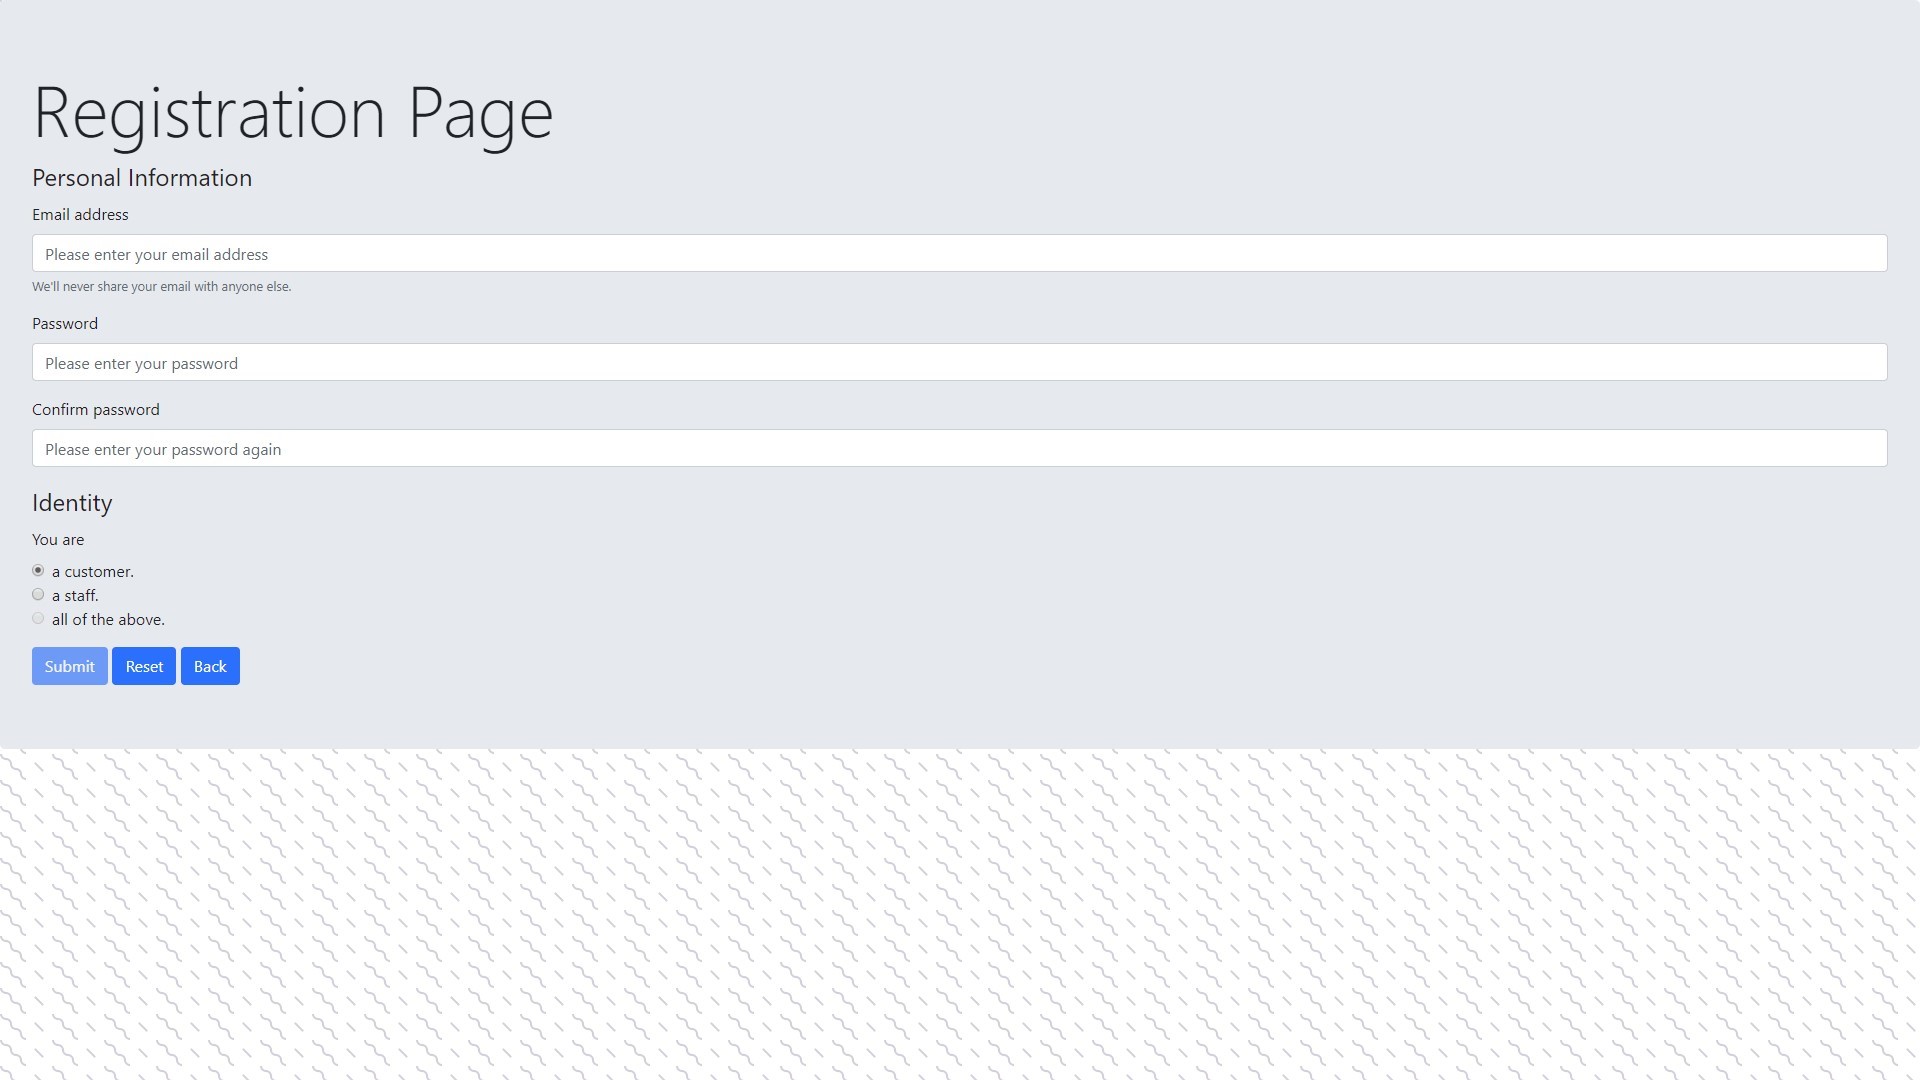 Registration Page
Personal Information
Email address
Please enter your email address
We'll never share your email with anyone else.
Password
Please enter your password
Confirm password
Please enter your password again
Identity
You are
a customer.
a staff.
all of the above.
Submit Reset Back